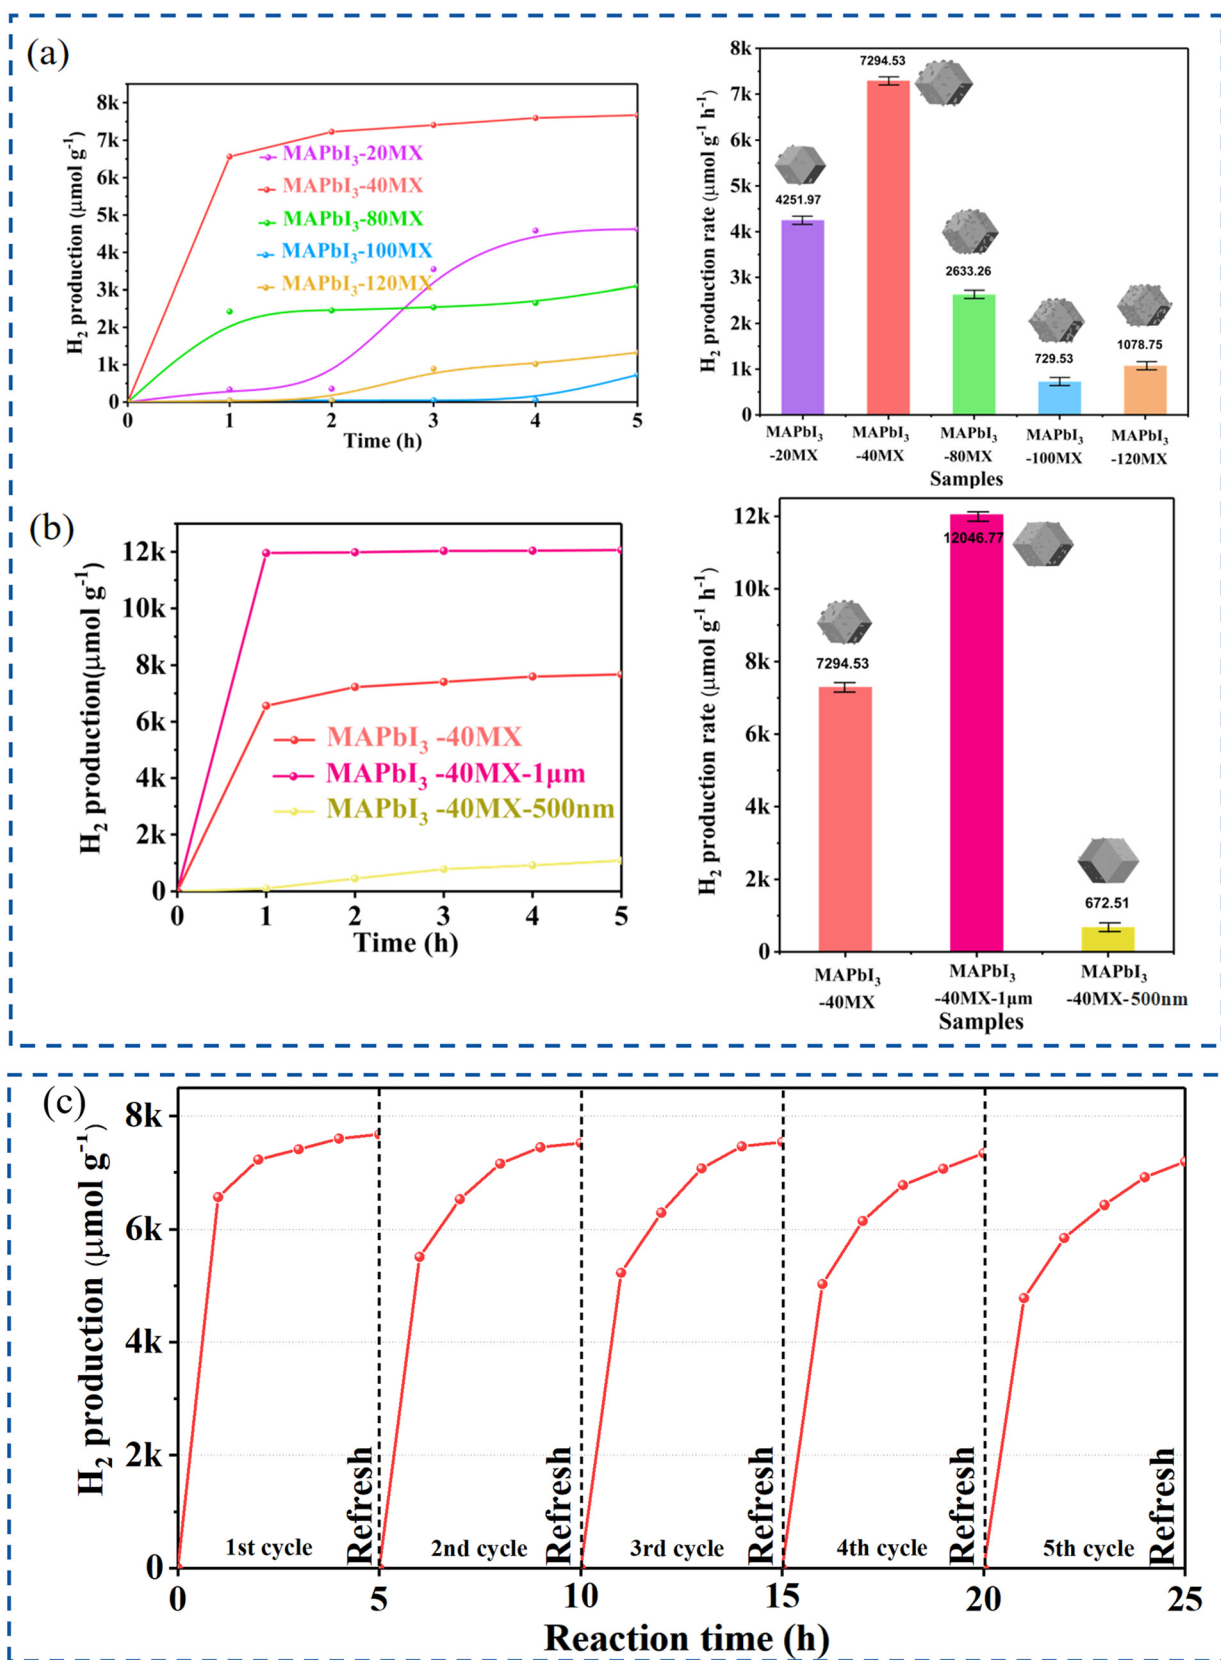 (a)
H₂ production (μmol g⁻¹)
8k
7k
6k
5k
4k
3k
2k
1k
0
MAPbI₃-20MX
MAPbI₃-40MX
MAPbI₃-80MX
MAPbI₃-100MX
MAPbI₃-120MX
0 1 2 3 4 5
Time (h)
H₂ production rate (μmol g⁻¹ h⁻¹)
8k
7k
6k
5k
4k
3k
2k
1k
0
4251.97
7294.53
2633.26
729.53
1078.75
MAPbI₃ MAPbI₃ MAPbI₃ MAPbI₃ MAPbI₃
-20MX -40MX -80MX -100MX -120MX
Samples
(b)
H₂ production(μmol g⁻¹)
12k
10k
8k
6k
4k
2k
0
MAPbI₃ -40MX
MAPbI₃ -40MX-1μm
MAPbI₃ -40MX-500nm
0 1 2 3 4 5
Time (h)
H₂ production rate (μmol g⁻¹ h⁻¹)
12k
10k
8k
6k
4k
2k
0
7294.53
12046.77
672.51
MAPbI₃ MAPbI₃ MAPbI₃
-40MX -40MX-1μm -40MX-500nm
Samples
(c)
H₂ production (μmol g⁻¹)
8k
6k
4k
2k
0
1st cycle
Refresh
2nd cycle
Refresh
3rd cycle
Refresh
4th cycle
Refresh
5th cycle
Refresh
0 5 10 15 20 25
Reaction time (h)